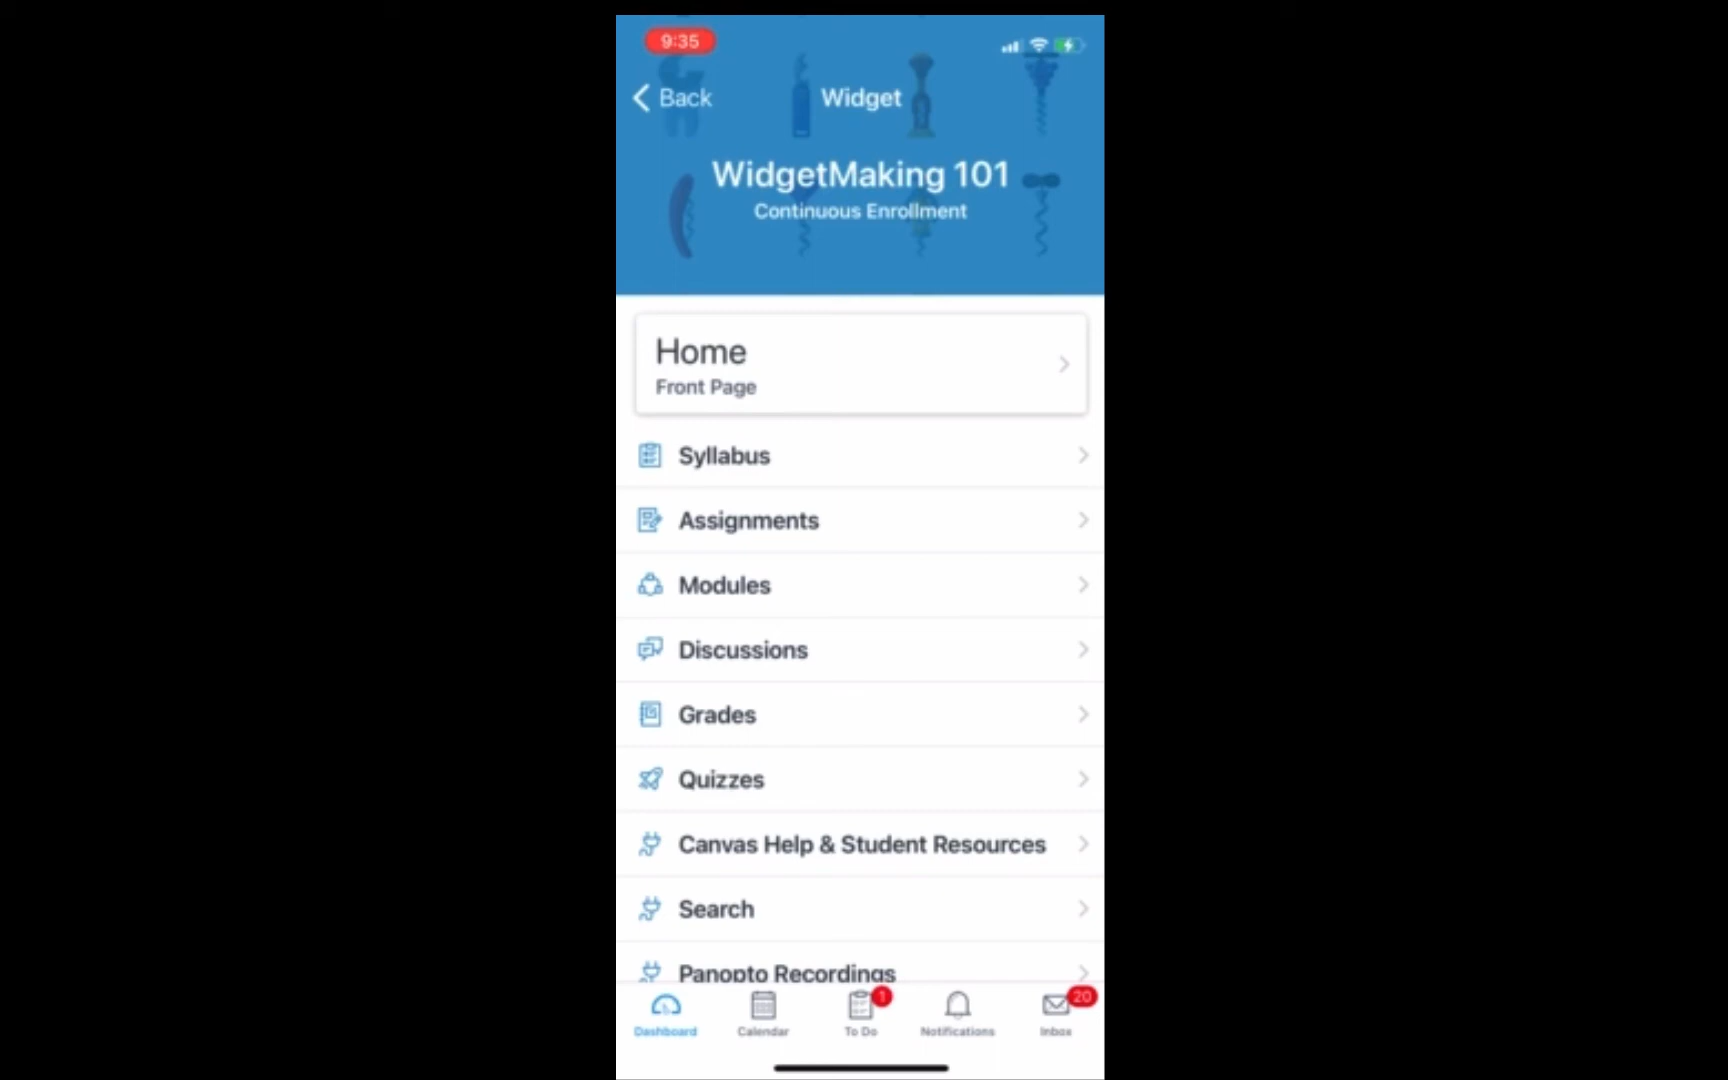 9:35
Back
Widget
WidgetMaking 101
Continuous Enrollment
Home
Front Page
Syllabus
Assignments
Modules
Discussions
Grades
Quizzes
Canvas Help & Student Resources
Search
Panopto Recordings
1
20
Dashboard
Calendar
To Do
Notifications
Inbox